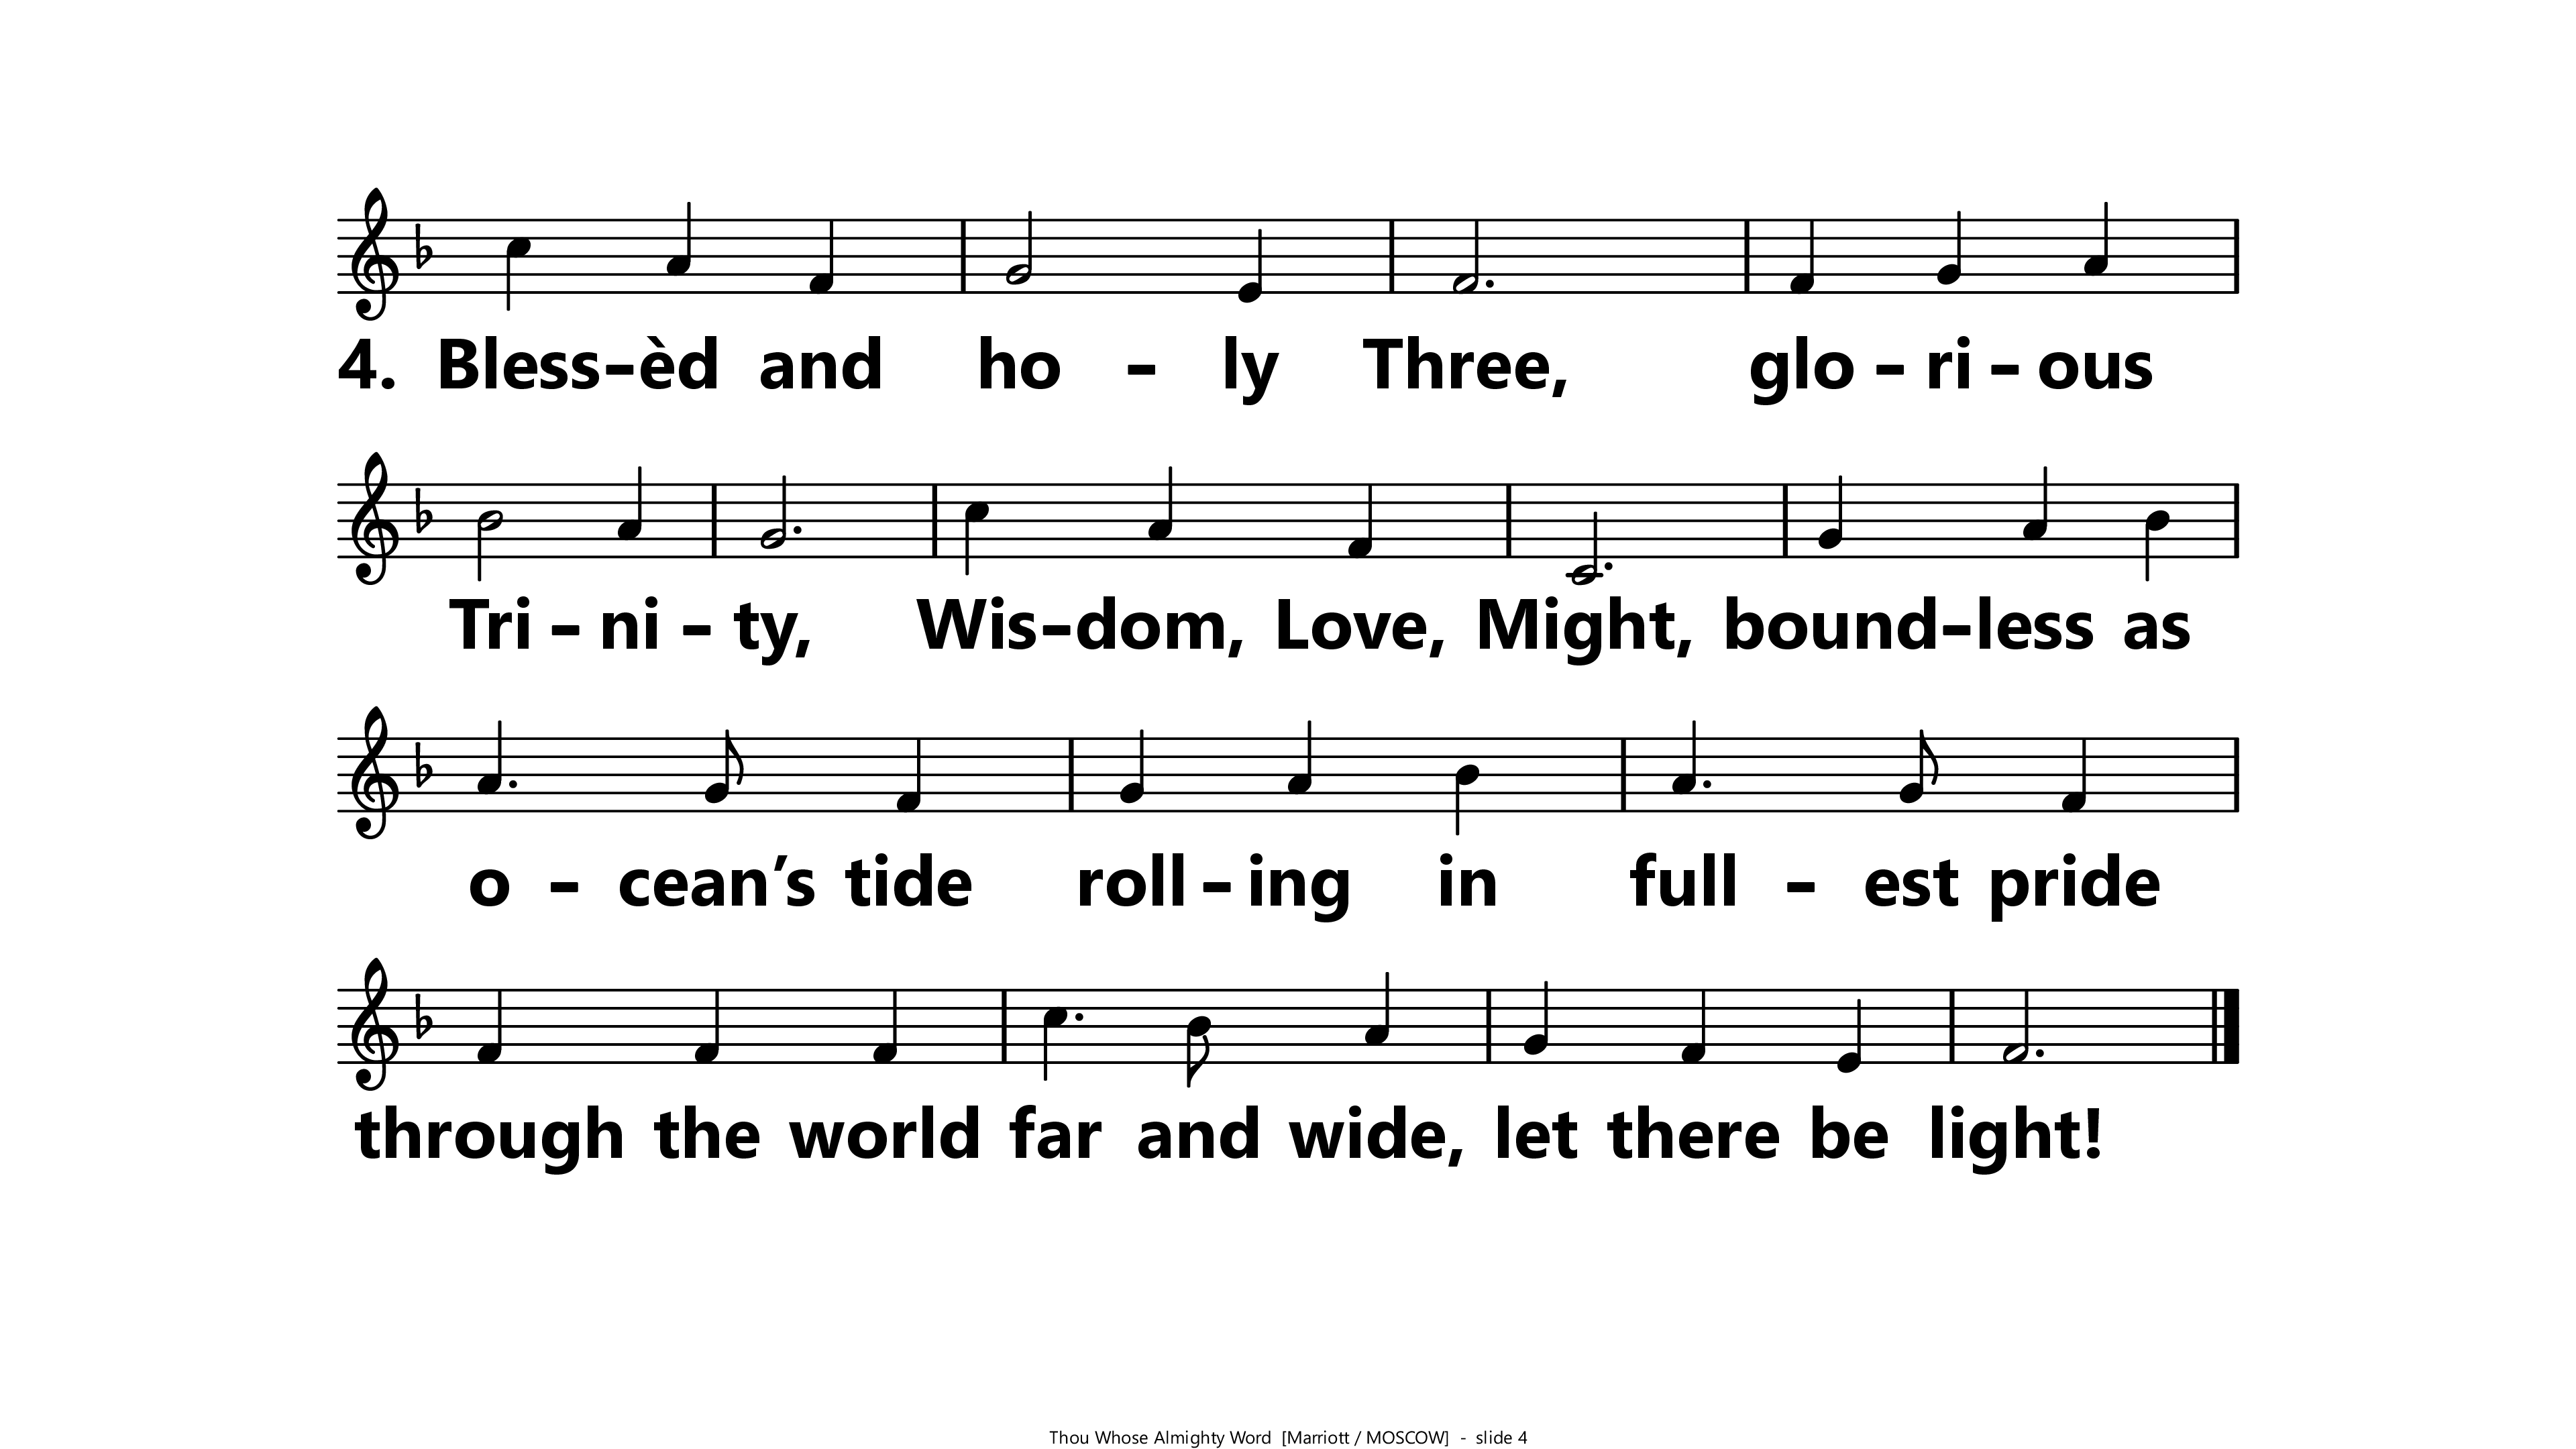 4. Bless-èd and ho - ly Three, glo - ri - ous
Tri - ni - ty, Wis-dom, Love, Might, bound-less as
o - cean’s tide roll - ing in full - est pride
through the world far and wide, let there be light!
Thou Whose Almighty Word [Marriott / MOSCOW] - slide 4